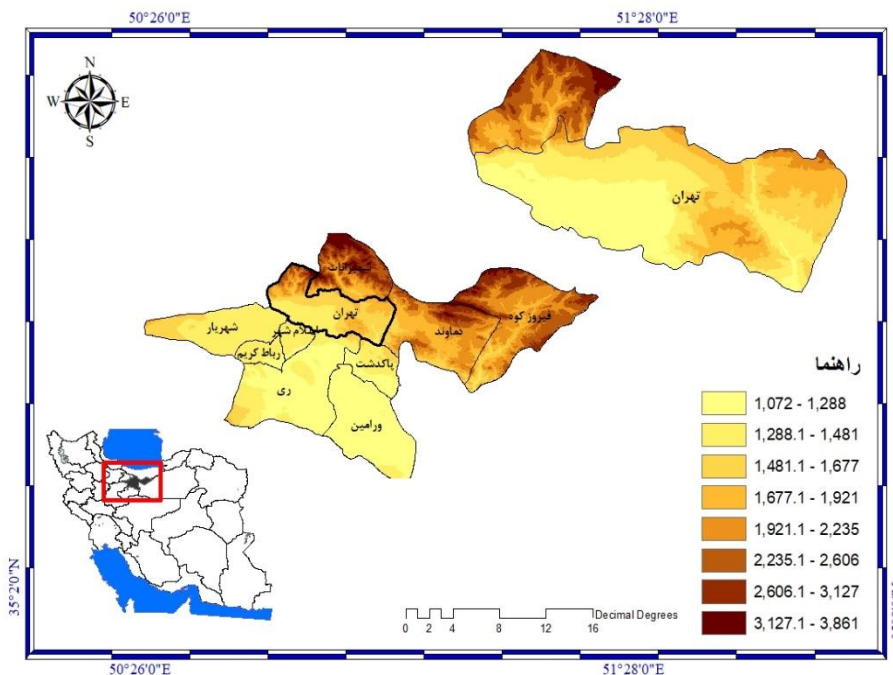 50°26'0"E 51°28'0"E
N
W E
S
تهران
شمیرانات
تهران
فیروز کوه
دماوند
شهریار
اسلام شهر
رباط کریم
پاکدشت
ری
ورامین
راهنما
1,072 - 1,288
1,288.1 - 1,481
1,481.1 - 1,677
1,677.1 - 1,921
1,921.1 - 2,235
2,235.1 - 2,606
2,606.1 - 3,127
3,127.1 - 3,861
35°2'0"N
Decimal Degrees
0 2 4 8 12 16
50°26'0"E 51°28'0"E